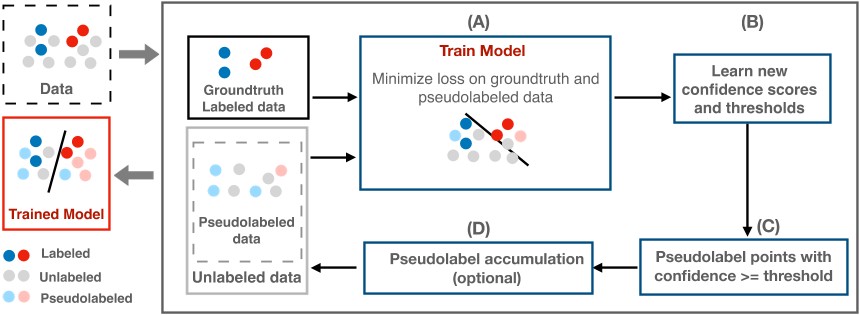 Data
Trained Model
Labeled
Unlabeled
Pseudolabeled
Groundtruth
Labeled data
Pseudolabeled
data
Unlabeled data
(A)
Train Model
Minimize loss on groundtruth and
pseudolabeled data
(B)
Learn new
confidence scores
and thresholds
(C)
Pseudolabel points with
confidence >= threshold
(D)
Pseudolabel accumulation
(optional)